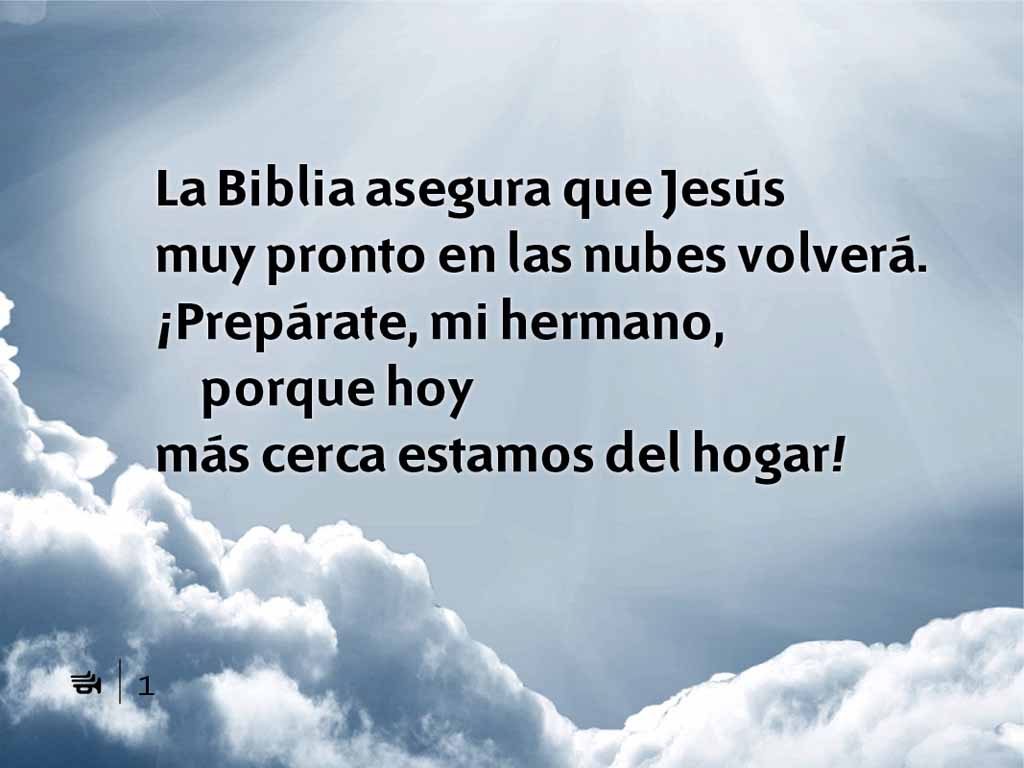 La Biblia asegura que Jesús
muy pronto en las nubes volverá.
¡Prepárate, mi hermano,
porque hoy
más cerca estamos del hogar!
1